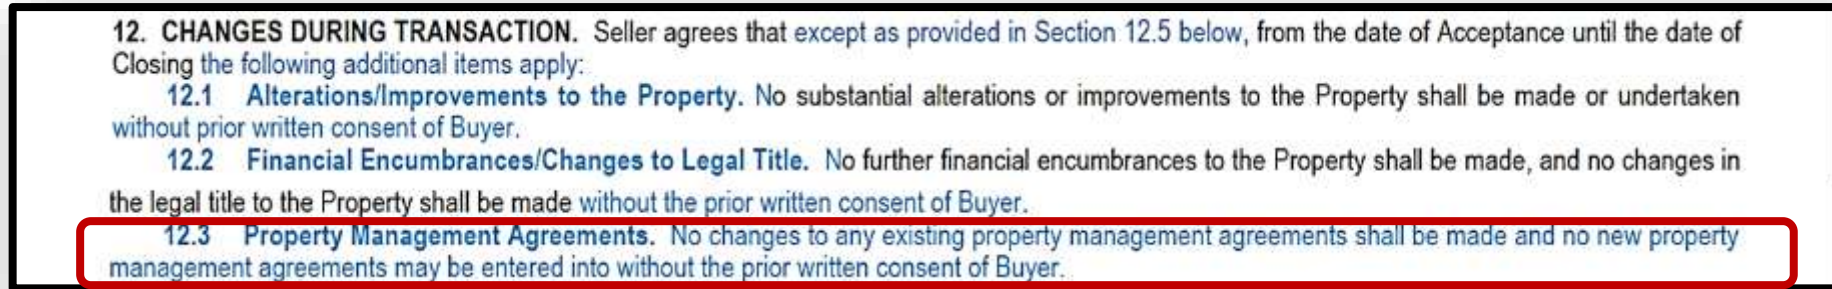 12. CHANGES DURING TRANSACTION. Seller agrees that except as provided in Section 12.5 below, from the date of Acceptance until the date of
Closing the following additional items apply:
12.1 Alterations/Improvements to the Property. No substantial alterations or improvements to the Property shall be made or undertaken
without prior written consent of Buyer.
12.2 Financial Encumbrances/Changes to Legal Title. No further financial encumbrances to the Property shall be made, and no changes in
the legal title to the Property shall be made without the prior written consent of Buyer.
12.3 Property Management Agreements. No changes to any existing property management agreements shall be made and no new property
management agreements may be entered into without the prior written consent of Buyer.